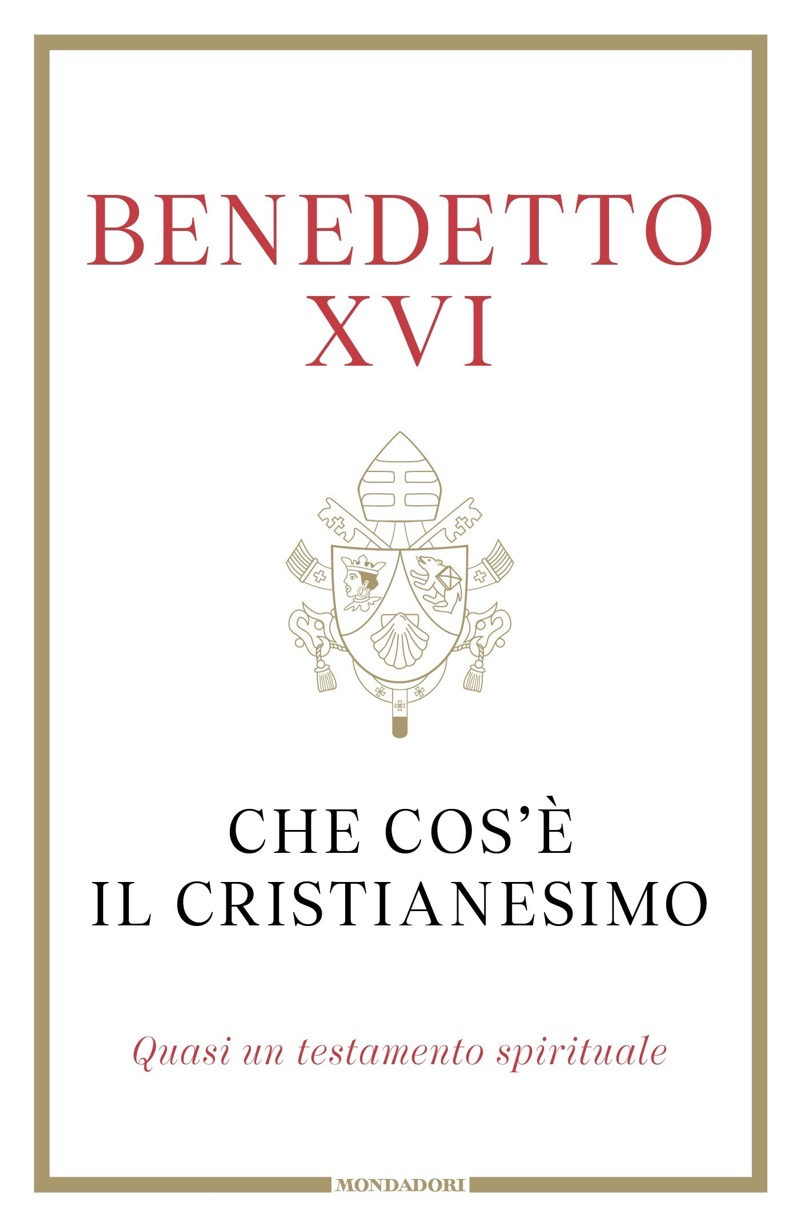 BENEDETTO
XVI
CHE COS’È
IL CRISTIANESIMO
Quasi un testamento spirituale
MONDADORI